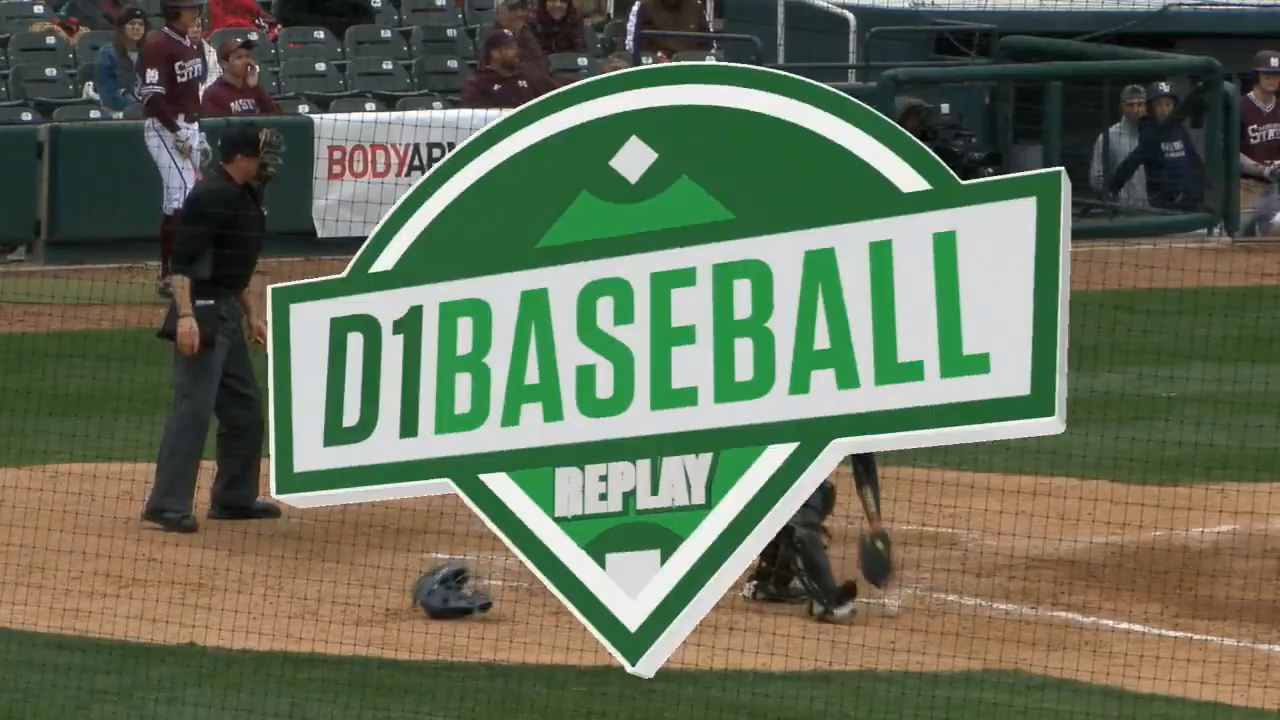 STATE
MSU
BODYAR
D1BASEBALL
REPLAY
STATE